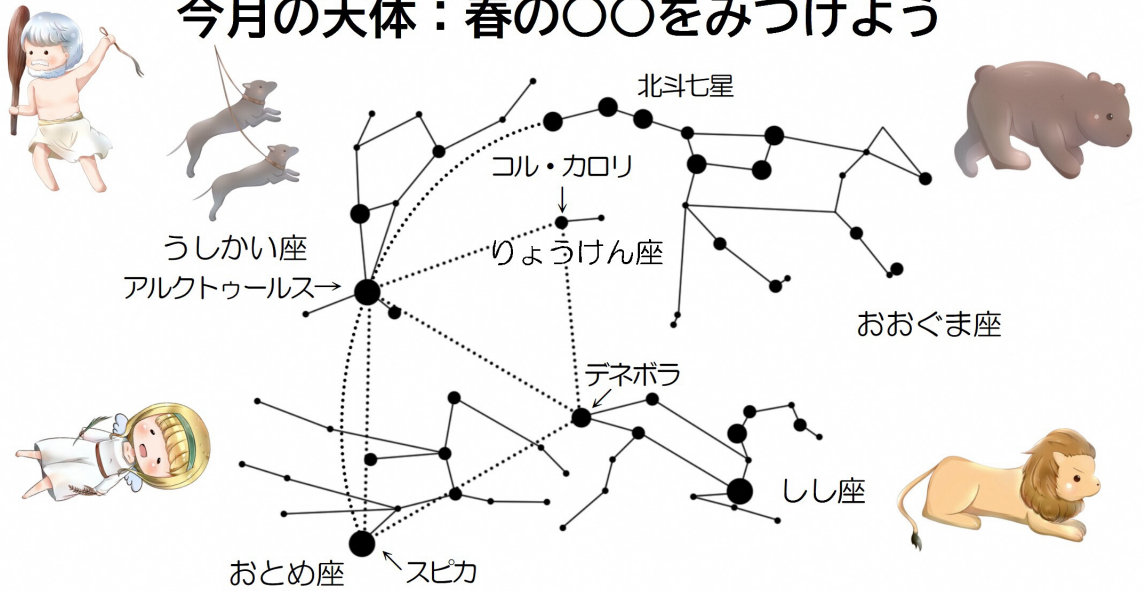 今月の天体：春の〇〇をみつけよう
北斗七星
コル・カロリ
↓
りょうけん座
うしかい座
アルクトゥールス→
おおぐま座
デネボラ
しし座
おとめ座
スピカ